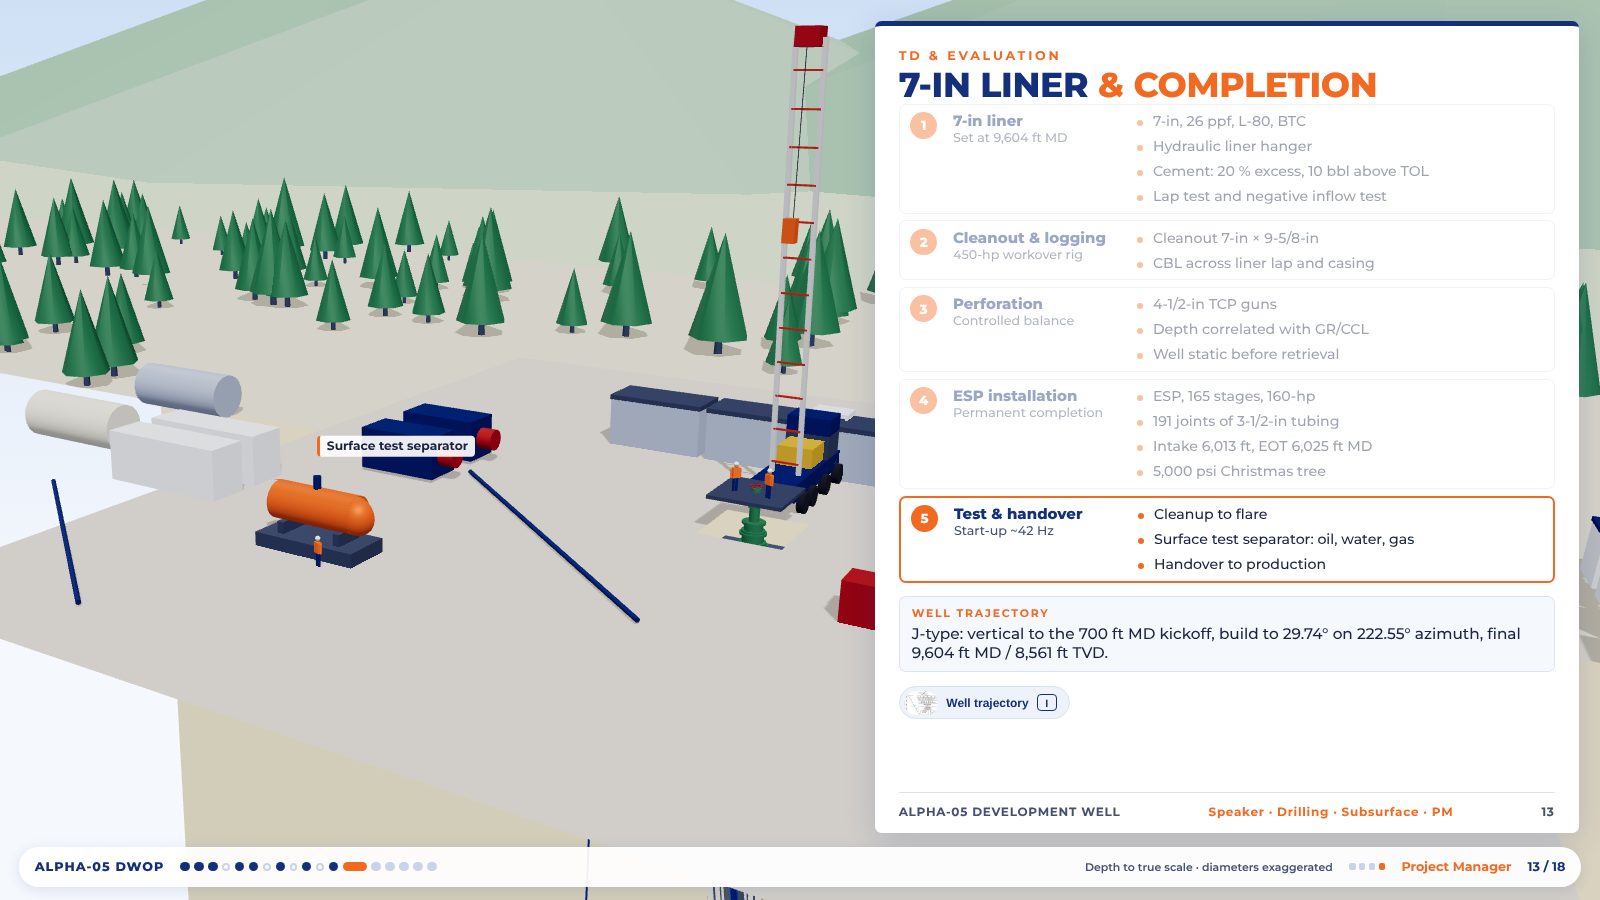 Surface test separator
TD & EVALUATION
7-IN LINER & COMPLETION
1
7-in liner
Set at 9,604 ft MD
7-in, 26 ppf, L-80, BTC
Hydraulic liner hanger
Cement: 20 % excess, 10 bbl above TOL
Lap test and negative inflow test
2
Cleanout & logging
450-hp workover rig
Cleanout 7-in × 9-5/8-in
CBL across liner lap and casing
3
Perforation
Controlled balance
4-1/2-in TCP guns
Depth correlated with GR/CCL
Well static before retrieval
4
ESP installation
Permanent completion
ESP, 165 stages, 160-hp
191 joints of 3-1/2-in tubing
Intake 6,013 ft, EOT 6,025 ft MD
5,000 psi Christmas tree
5
Test & handover
Start-up ~42 Hz
Cleanup to flare
Surface test separator: oil, water, gas
Handover to production
WELL TRAJECTORY
J-type: vertical to the 700 ft MD kickoff, build to 29.74° on 222.55° azimuth, final
9,604 ft MD / 8,561 ft TVD.
Well trajectory I
ALPHA-05 DEVELOPMENT WELL
Speaker · Drilling · Subsurface · PM
13
ALPHA-05 DWOP
Depth to true scale · diameters exaggerated
Project Manager
13 / 18